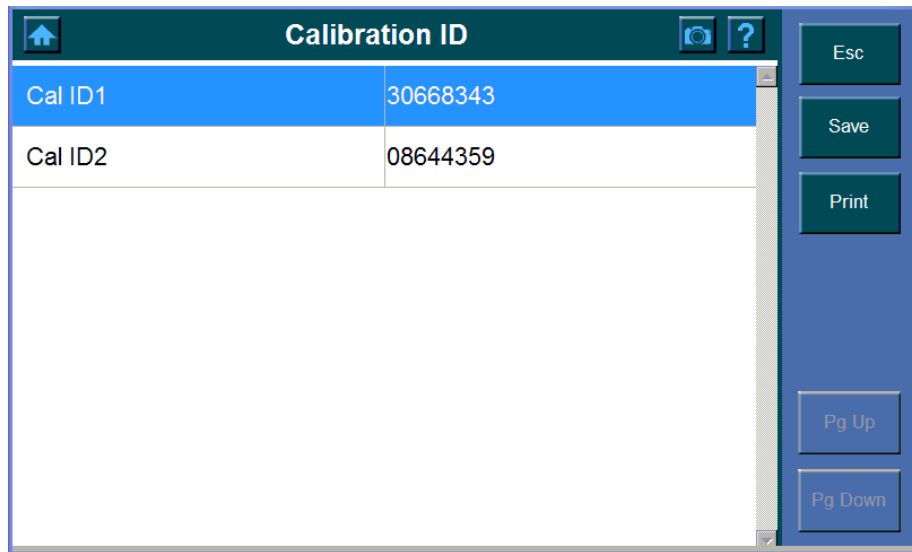 Calibration ID
?
Esc
Cal ID1 30668343
Save
Cal ID2 08644359
Print
Pg Up
Pg Down